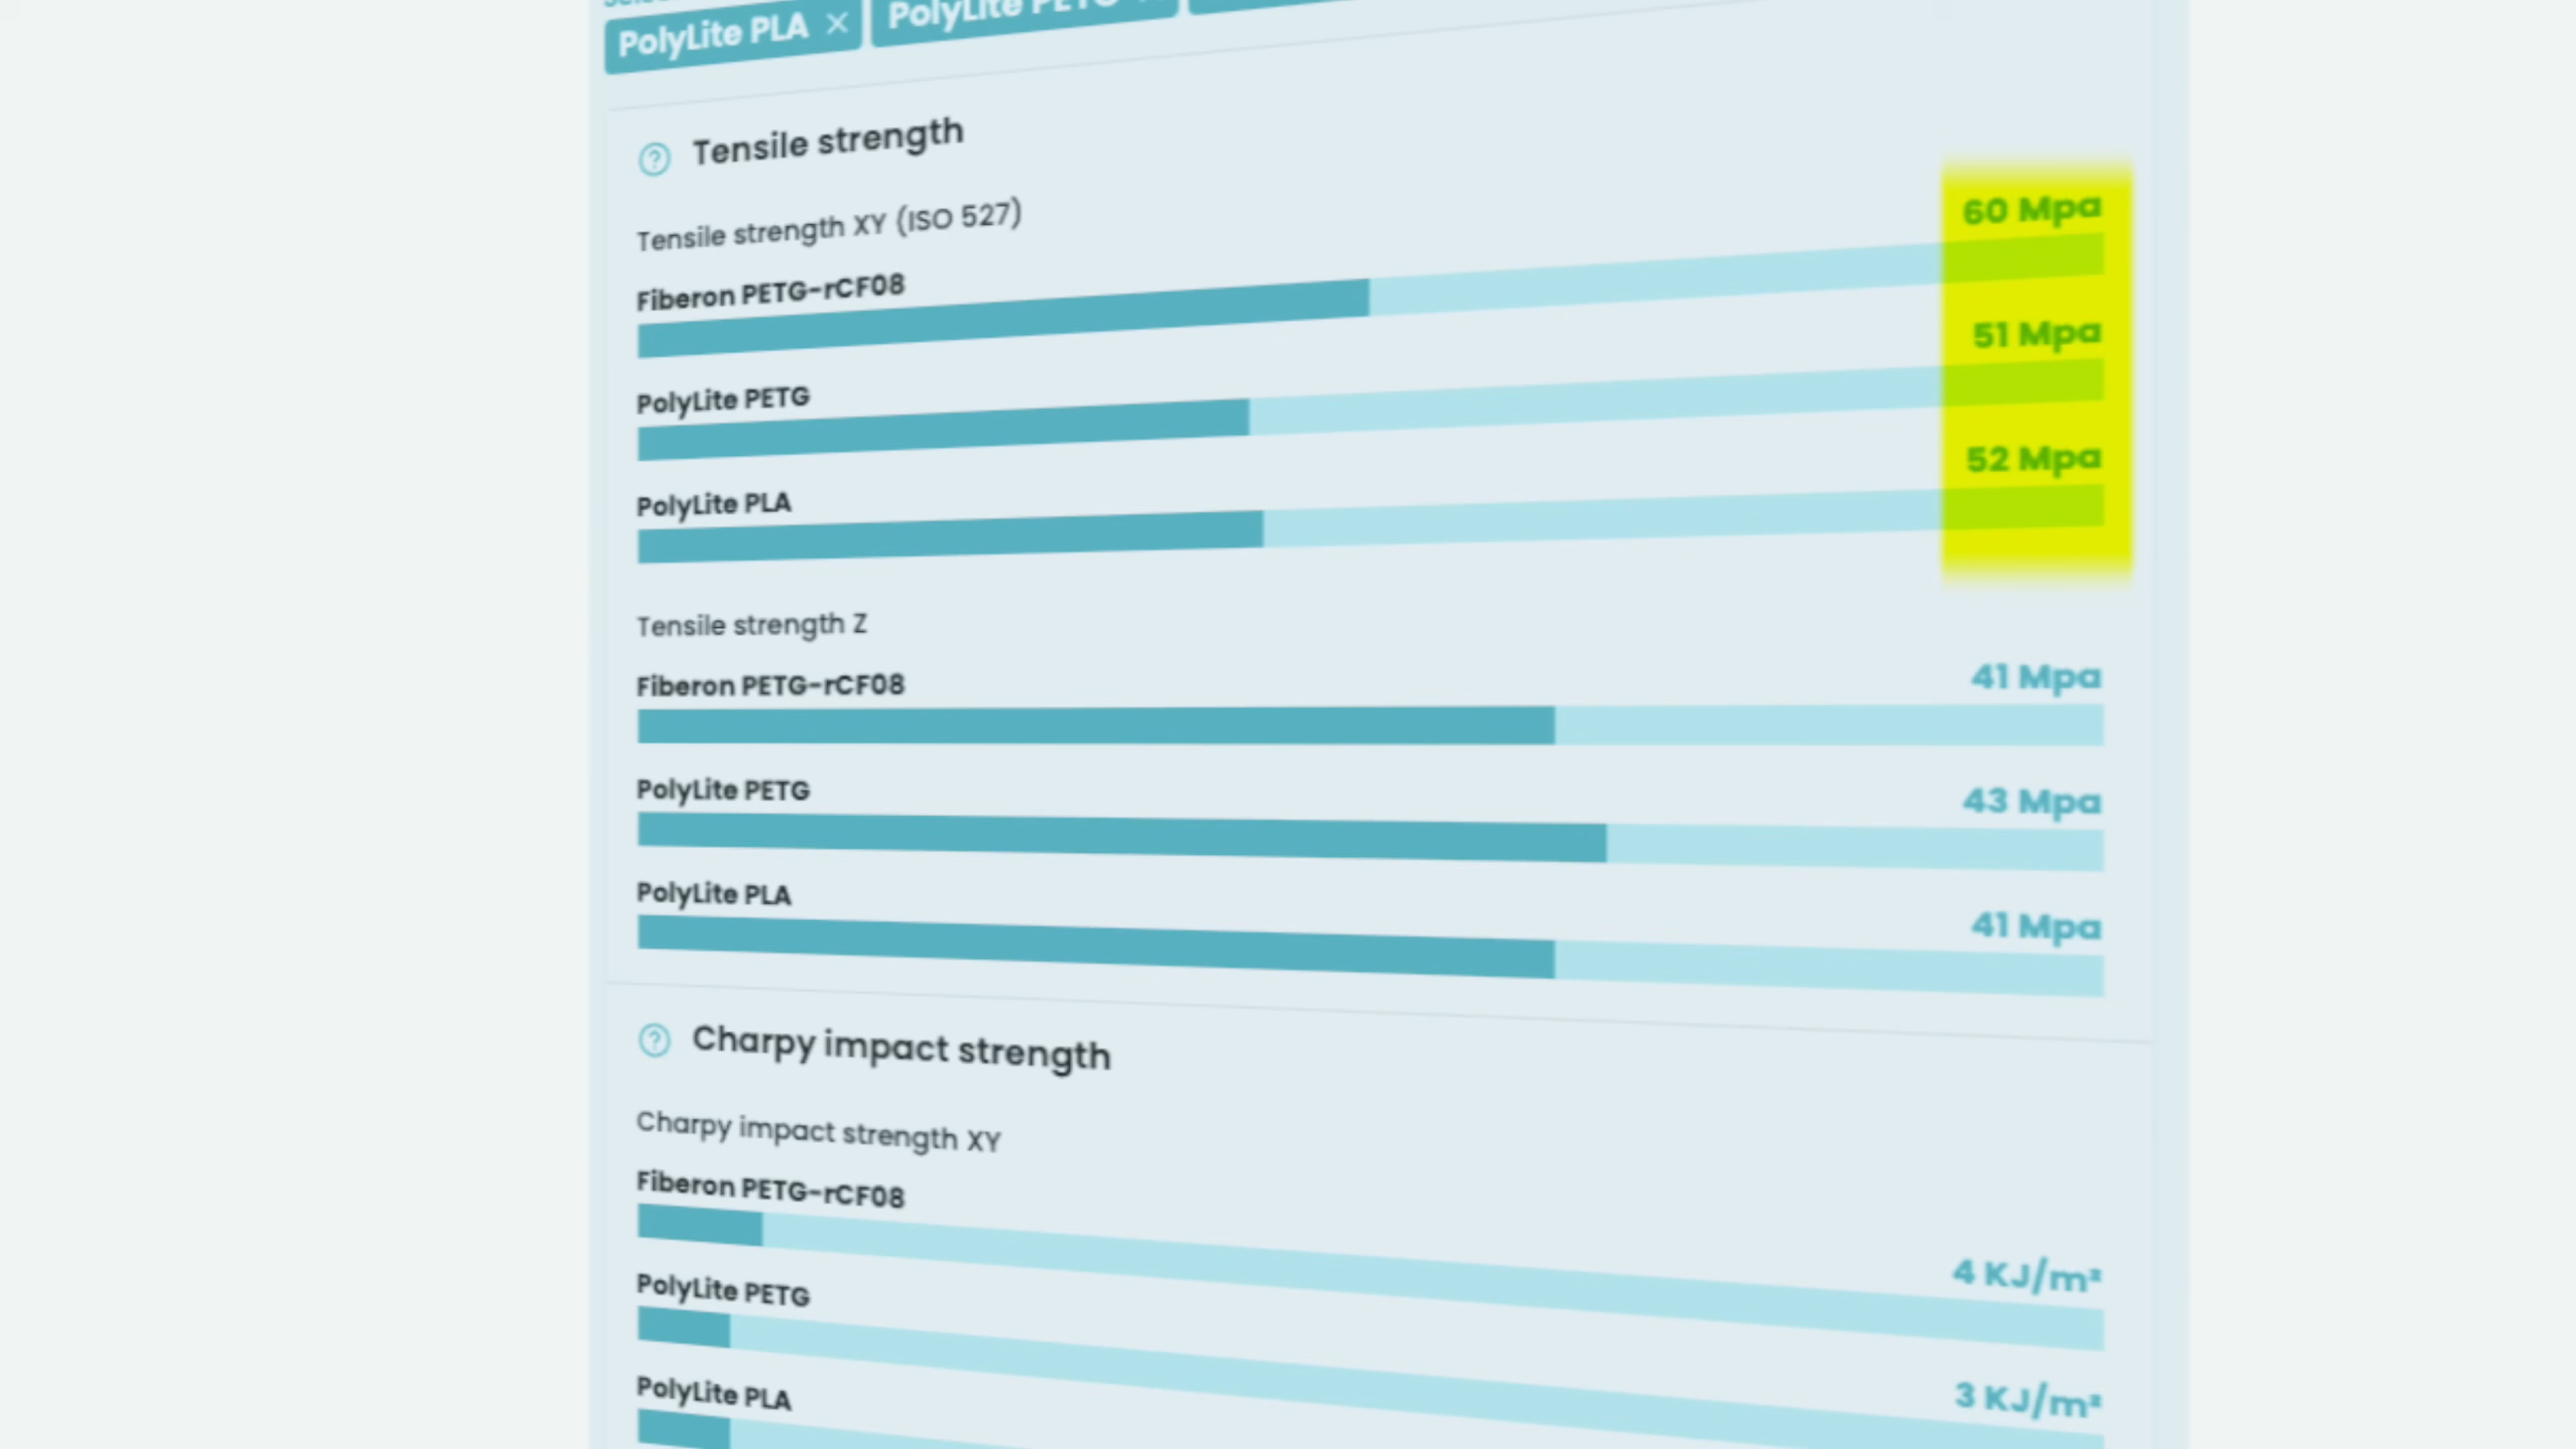 PolyLite PLA × PolyLite PETG
Tensile strength
Tensile strength XY (ISO 527)
60 Mpa
Fiberon PETG-rCF08
51 Mpa
PolyLite PETG
52 Mpa
PolyLite PLA
Tensile strength Z
Fiberon PETG-rCF08
41 Mpa
PolyLite PETG
43 Mpa
PolyLite PLA
41 Mpa
Charpy impact strength
Charpy impact strength XY
Fiberon PETG-rCF08
4 KJ/m²
PolyLite PETG
3 KJ/m²
PolyLite PLA